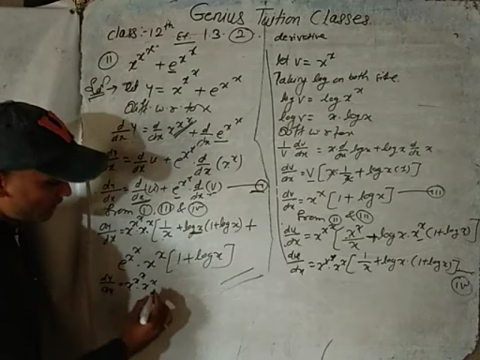 Genius Tuition Classes
class:- 12th Ex 13. ②
⑪ x^{x^x} + e^{x^x}
Sol → let y = x^{x^x} + e^{x^x}
Diff w r to x
d/dx y = d/dx x^{x^x} + d/dx e^{x^x}
dy/dx = d/dx u + e^{x^x} d/dx (x^x)
dy/dx = d/dx (u) + e^{x^x} d/dx (v)
From I, III & IV
dy/dx = x^{x^x} x^x [1/x + log x (1 + log x)] +
e^{x^x} . x^x [1 + log x]
dy/dx = x^{x^x} . x^x
derivative
let v = x^x
Taking log on both side
log v = log x^x
log v = x . log x
Diff w r to x
1/v dv/dx = x d/dx log x + log x d/dx x
dv/dx = v [x . 1/x + log x (1)]
dv/dx = x^x [1 + log x] — III
From II and III
du/dx = x^{x^x} [x^x/x + log x . x^x (1 + log x)]
du/dx = x^{x^x} . x^x [1/x + log x . (1 + log x)]
IV